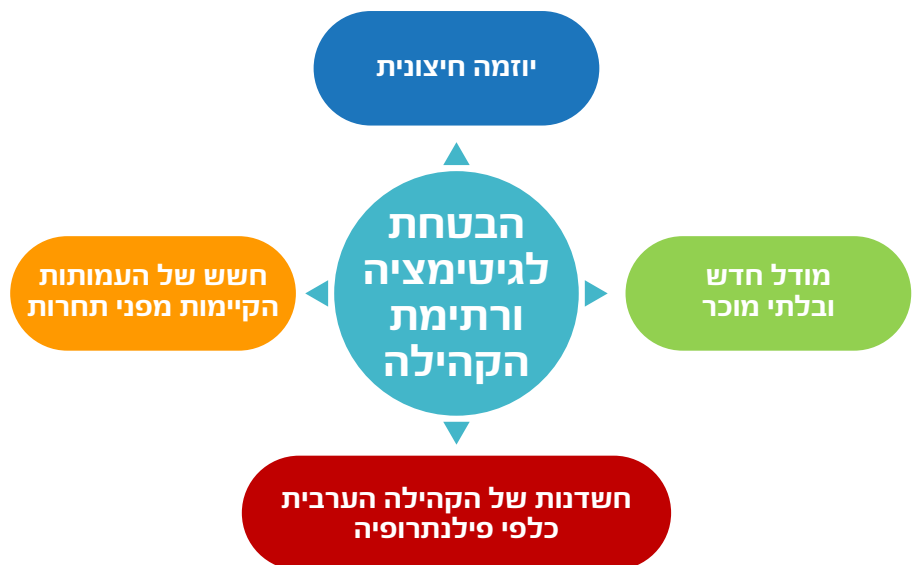 יוזמה חיצונית
הבטחת
לגיטימציה
ורתימת
הקהילה
מודל חדש
ובלתי מוכר
חשש של העמותות
הקיימות מפני תחרות
חשדנות של הקהילה הערבית
כלפי פילנתרופיה